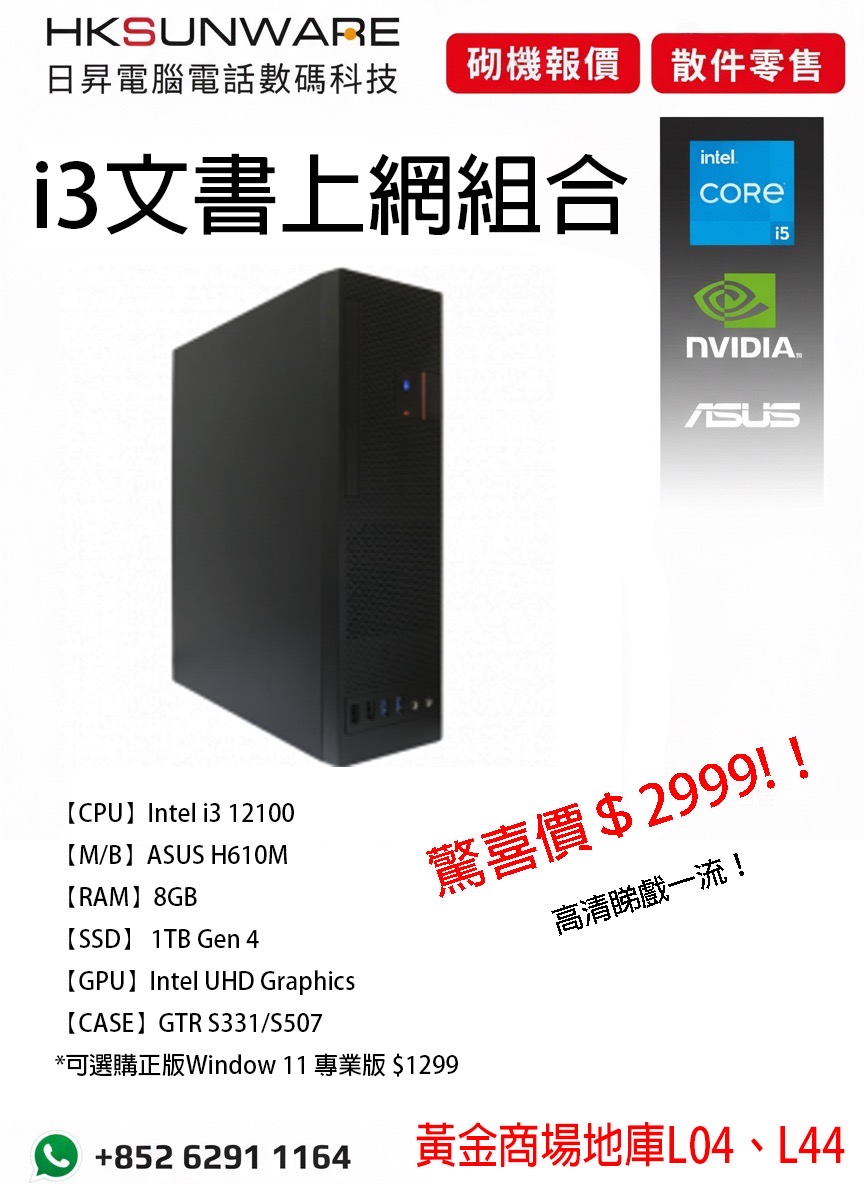 HKSUNWARE
日昇電腦電話數碼科技
砌機報價
散件零售
i3文書上網組合
intel.
CORe
i5
nVIDIA.
ASUS
【CPU】Intel i3 12100
【M/B】ASUS H610M
【RAM】8GB
【SSD】 1TB Gen 4
【GPU】Intel UHD Graphics
【CASE】GTR S331/S507
*可選購正版Window 11 專業版 $1299
驚喜價＄2999!！
高清睇戲一流！
+852 6291 1164
黃金商場地庫L04、L44